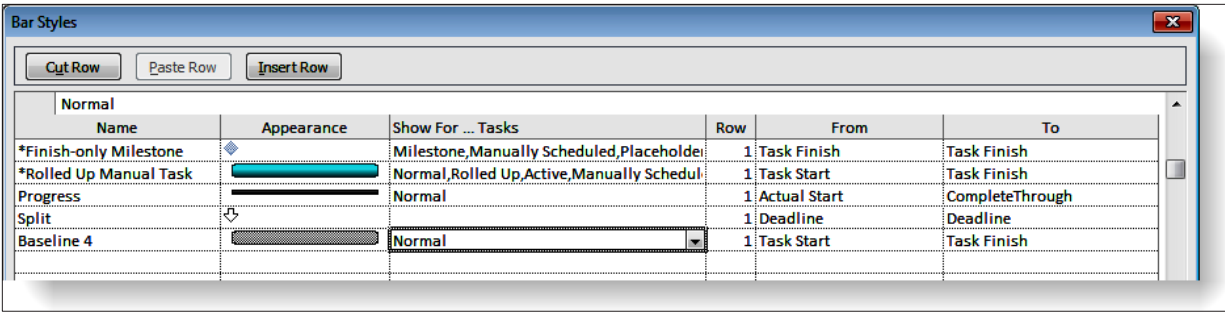 Bar Styles
Cut Row Paste Row Insert Row
Normal
Name Appearance Show For ... Tasks Row From To
*Finish-only Milestone Milestone,Manually Scheduled,Placeholder 1 Task Finish Task Finish
*Rolled Up Manual Task Normal,Rolled Up,Active,Manually Schedul 1 Task Start Task Finish
Progress Normal 1 Actual Start CompleteThrough
Split 1 Deadline Deadline
Baseline 4 Normal 1 Task Start Task Finish